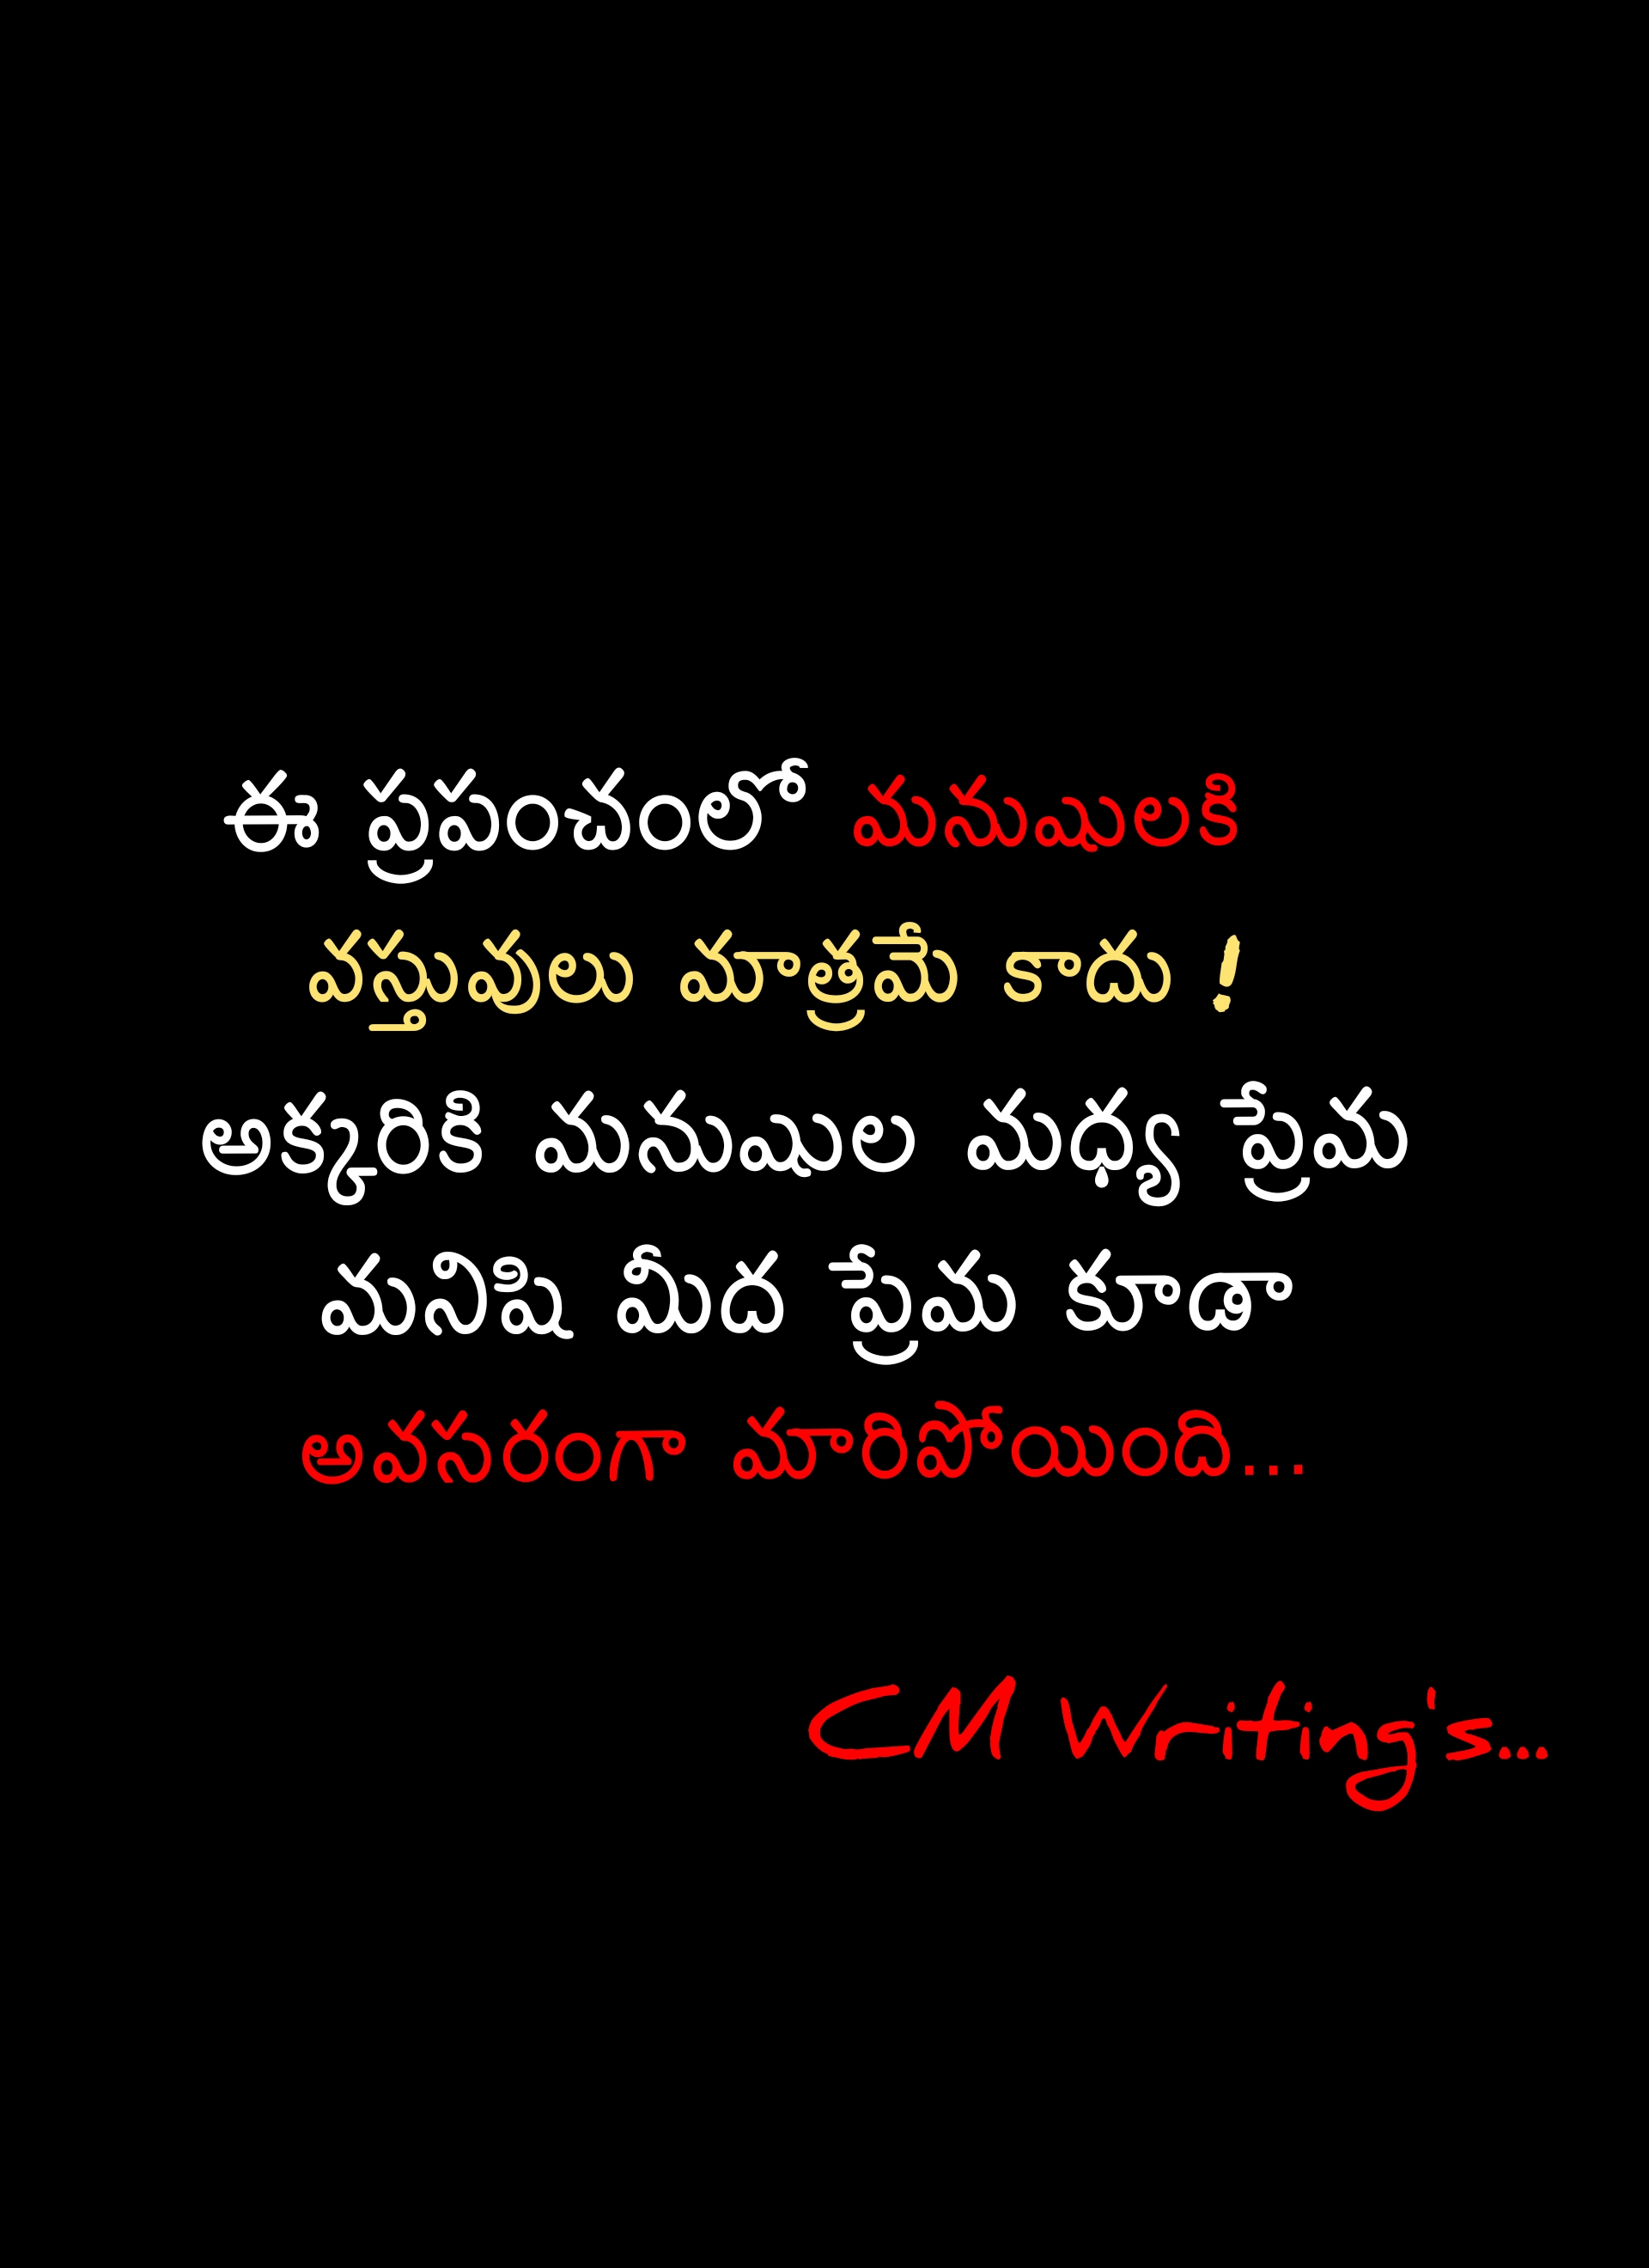 ఈ ప్రపంచంలో మనుషులకి
వస్తువులు మాత్రమే కాదు !
అక్కరికి మనుషుల మధ్య ప్రేమ
మనిషి మీద ప్రేమ కూడా
అవసరంగా మారిపోయింది...
CM Writing's...